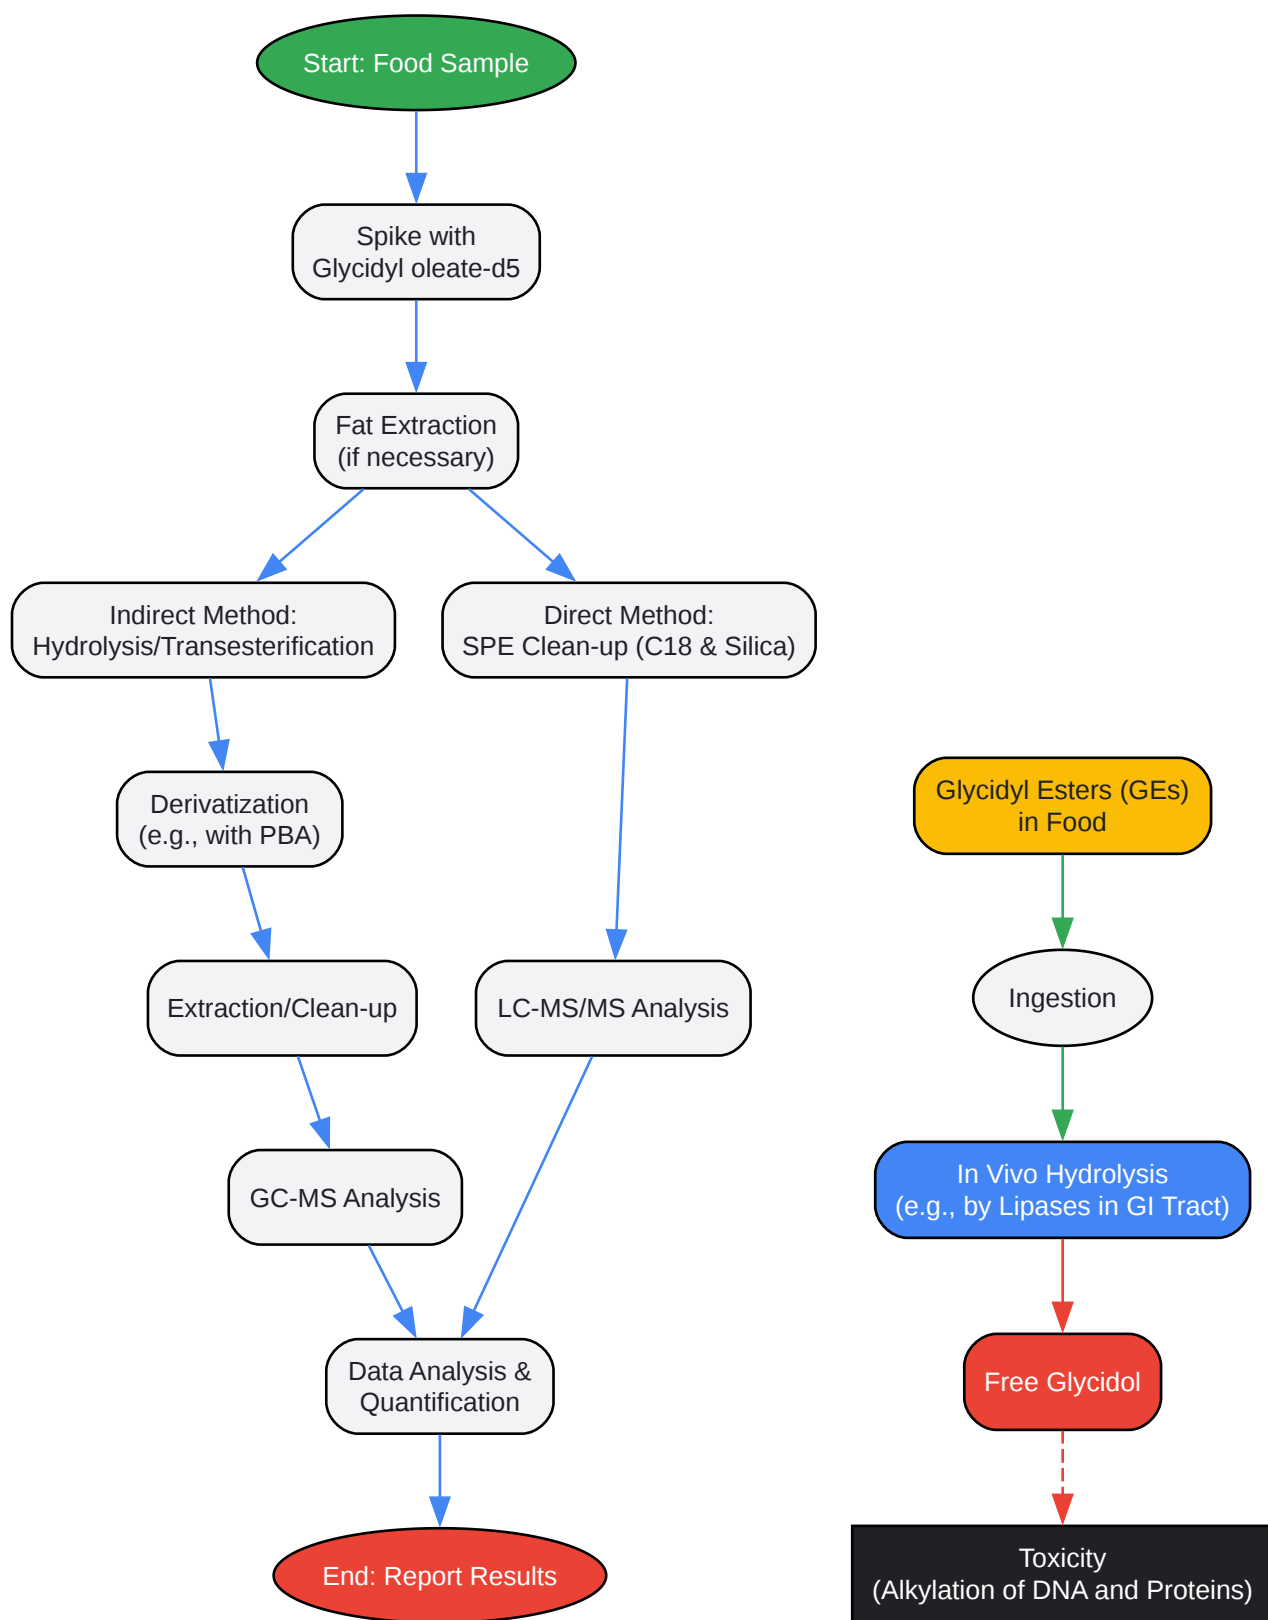 Start: Food Sample
Spike with
Glycidyl oleate-d5
Fat Extraction
(if necessary)
Indirect Method:
Hydrolysis/Transesterification
Direct Method:
SPE Clean-up (C18 & Silica)
Derivatization
(e.g., with PBA)
Extraction/Clean-up
LC-MS/MS Analysis
GC-MS Analysis
Data Analysis &
Quantification
End: Report Results
Glycidyl Esters (GEs)
in Food
Ingestion
In Vivo Hydrolysis
(e.g., by Lipases in GI Tract)
Free Glycidol
Toxicity
(Alkylation of DNA and Proteins)